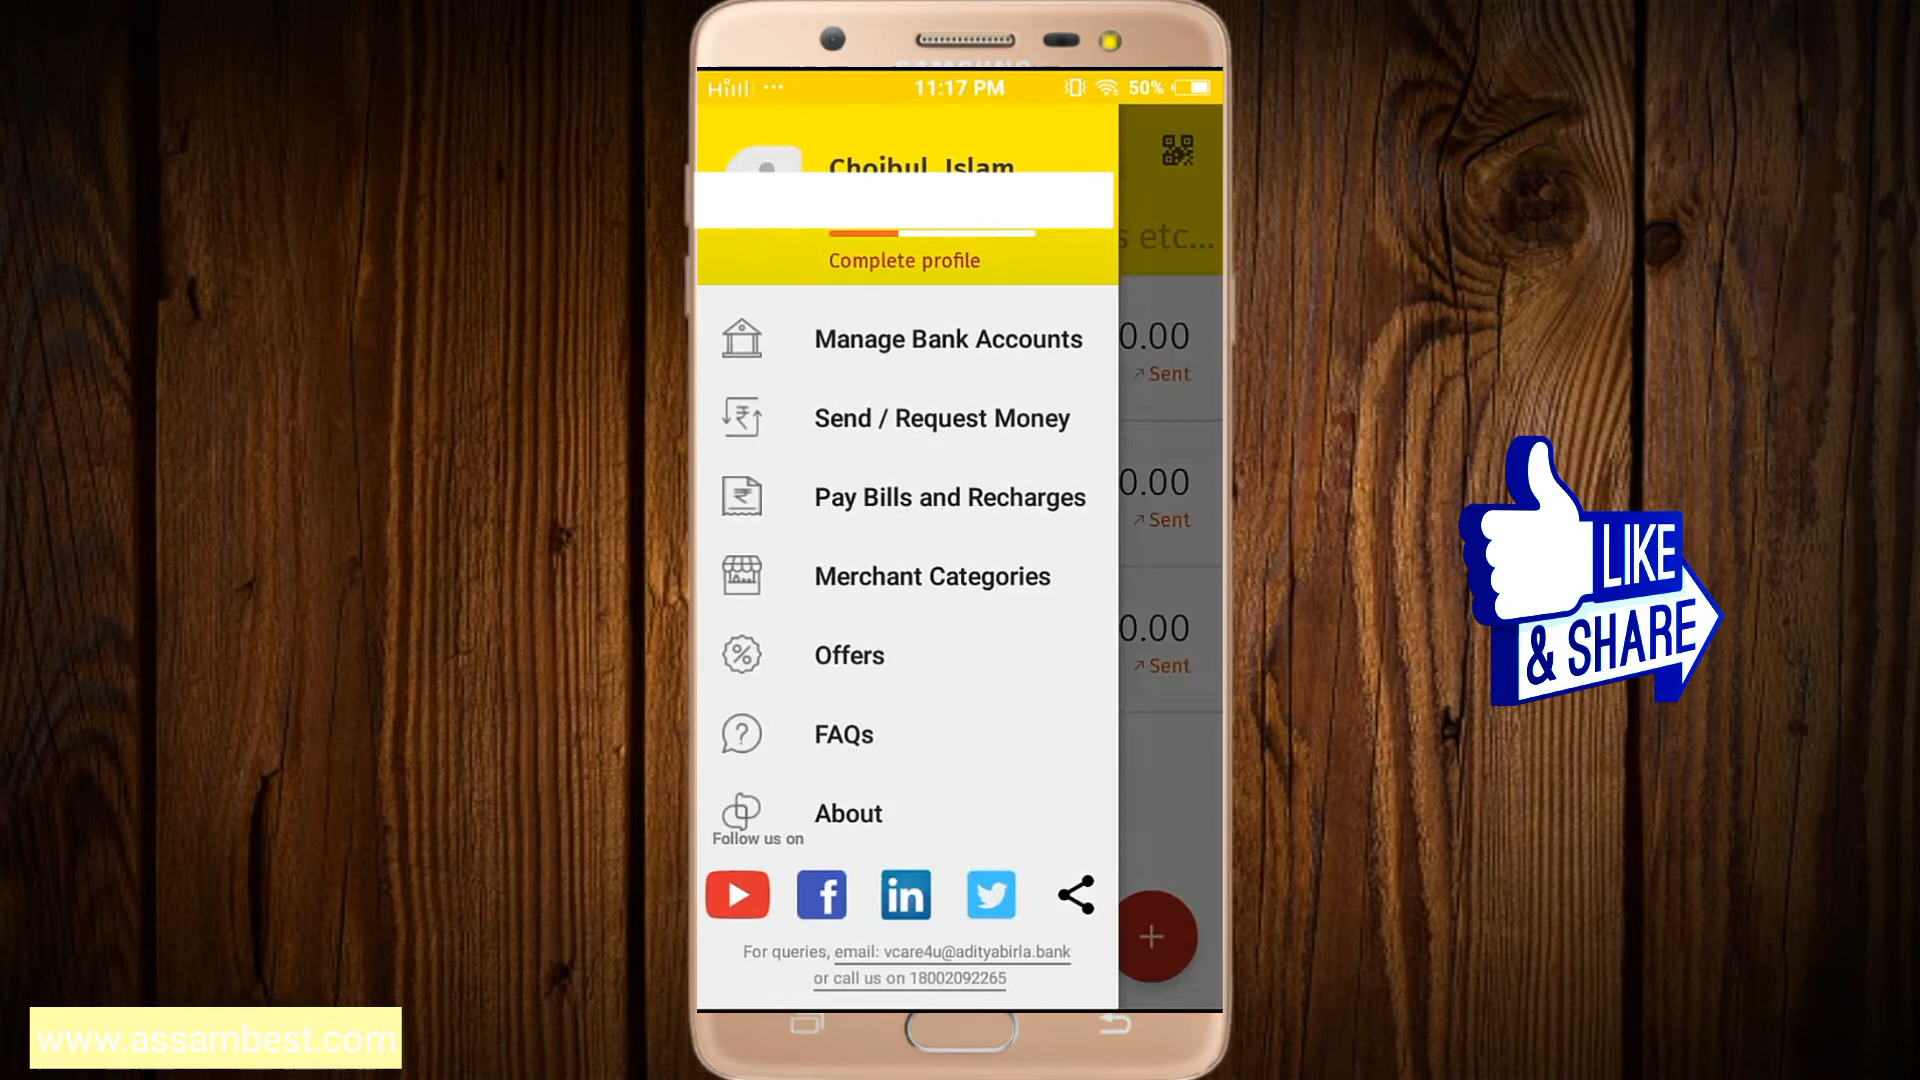 SAMSUNG
11:17 PM
50%
Choibul Islam
s etc...
Complete profile
Manage Bank Accounts
0.00
Sent
Send / Request Money
Pay Bills and Recharges
0.00
Sent
Merchant Categories
Offers
0.00
Sent
FAQs
About
Follow us on
For queries, email: vcare4u@adityabirla.bank
or call us on 18002092265
LIKE
& SHARE
www.assambest.com